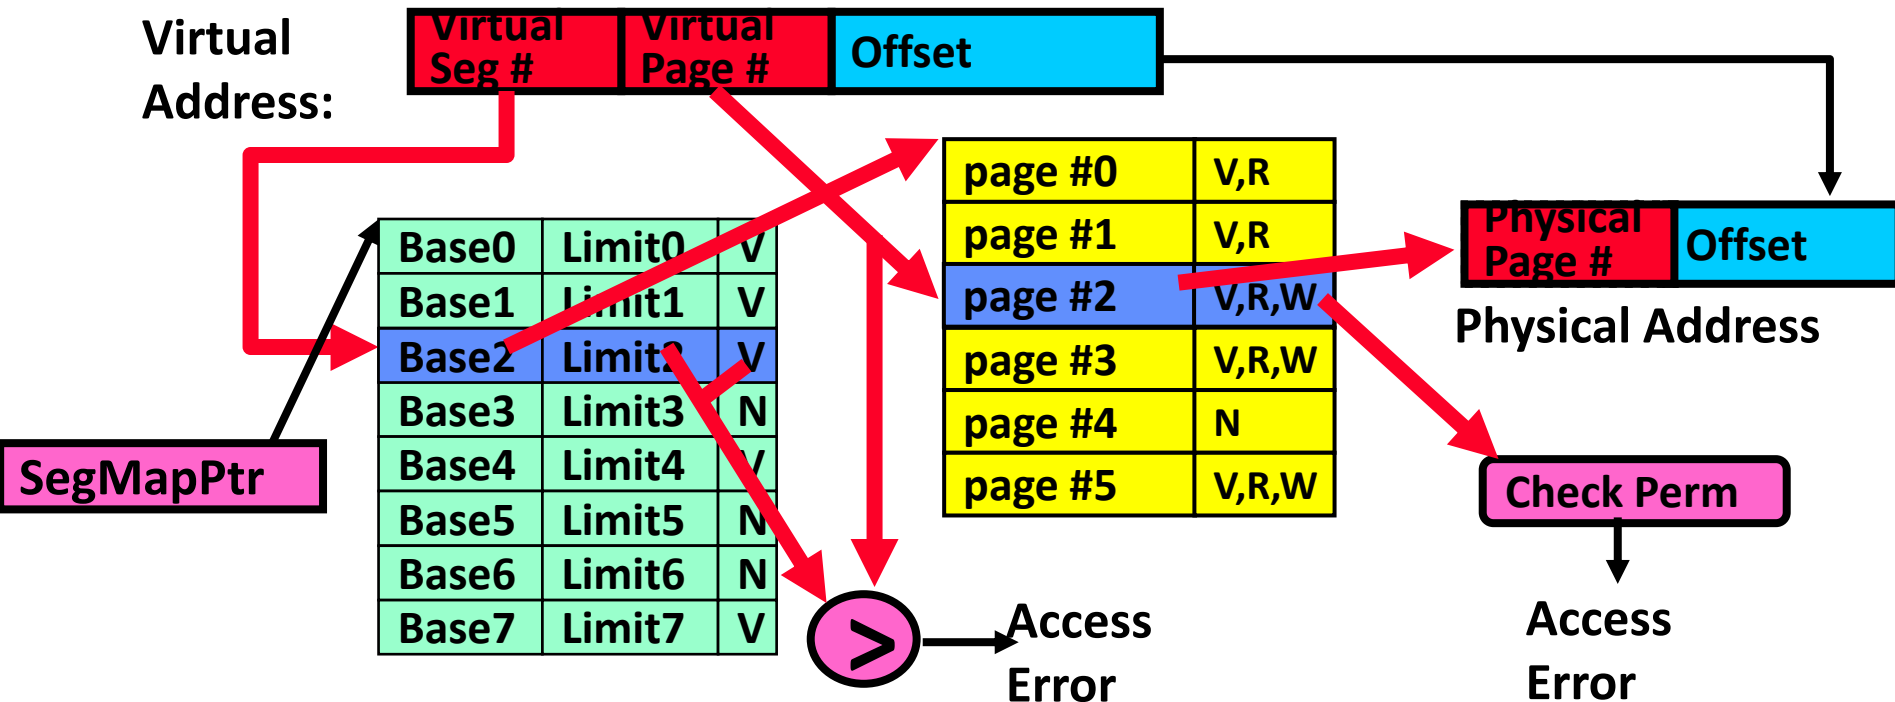 Virtual
Address:
Virtual
Seg #
Virtual
Page #
Offset
page #0 V,R
page #1 V,R
page #2 V,R,W
page #3 V,R,W
page #4 N
page #5 V,R,W
Physical
Page #
Offset
Physical Address
Base0 Limit0 V
Base1 Limit1 V
Base2 Limit2 V
Base3 Limit3 N
Base4 Limit4 V
Base5 Limit5 N
Base6 Limit6 N
Base7 Limit7 V
SegMapPtr
Check Perm
>
Access
Error
Access
Error